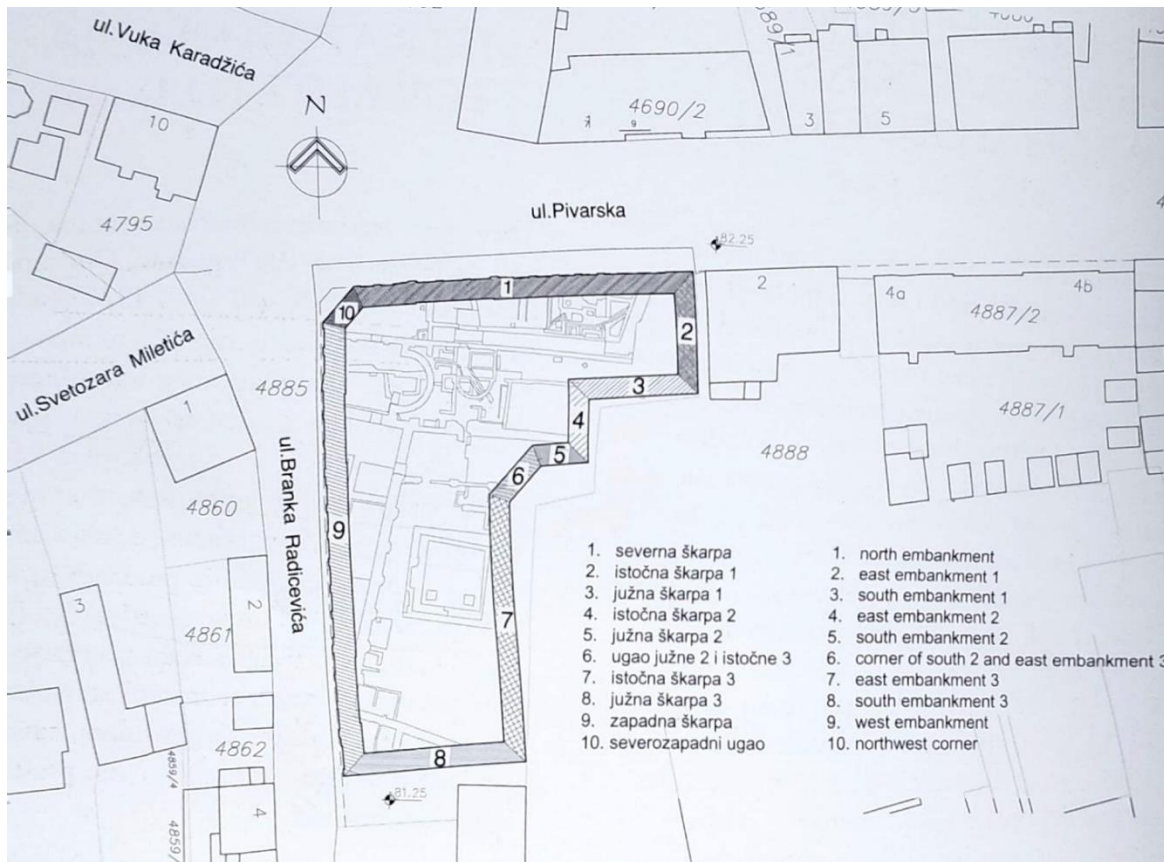 ul.Vuka Karadžića
10
4795
N
4690/2
3
5
ul.Pivarska
82.25
ul.Svetozara Miletića
1
4885
ul.Branka Radicevića
4860
2
3
4861
4862
4859/4
4
81.25
1
2
3
4
5
6
7
8
9
10
2
4a
4b
4887/2
4887/1
4888
1. severna škarpa
2. istočna škarpa 1
3. južna škarpa 1
4. istočna škarpa 2
5. južna škarpa 2
6. ugao južne 2 i istočne 3
7. istočna škarpa 3
8. južna škarpa 3
9. zapadna škarpa
10. severozapadni ugao
1. north embankment
2. east embankment 1
3. south embankment 1
4. east embankment 2
5. south embankment 2
6. corner of south 2 and east embankment 3
7. east embankment 3
8. south embankment 3
9. west embankment
10. northwest corner